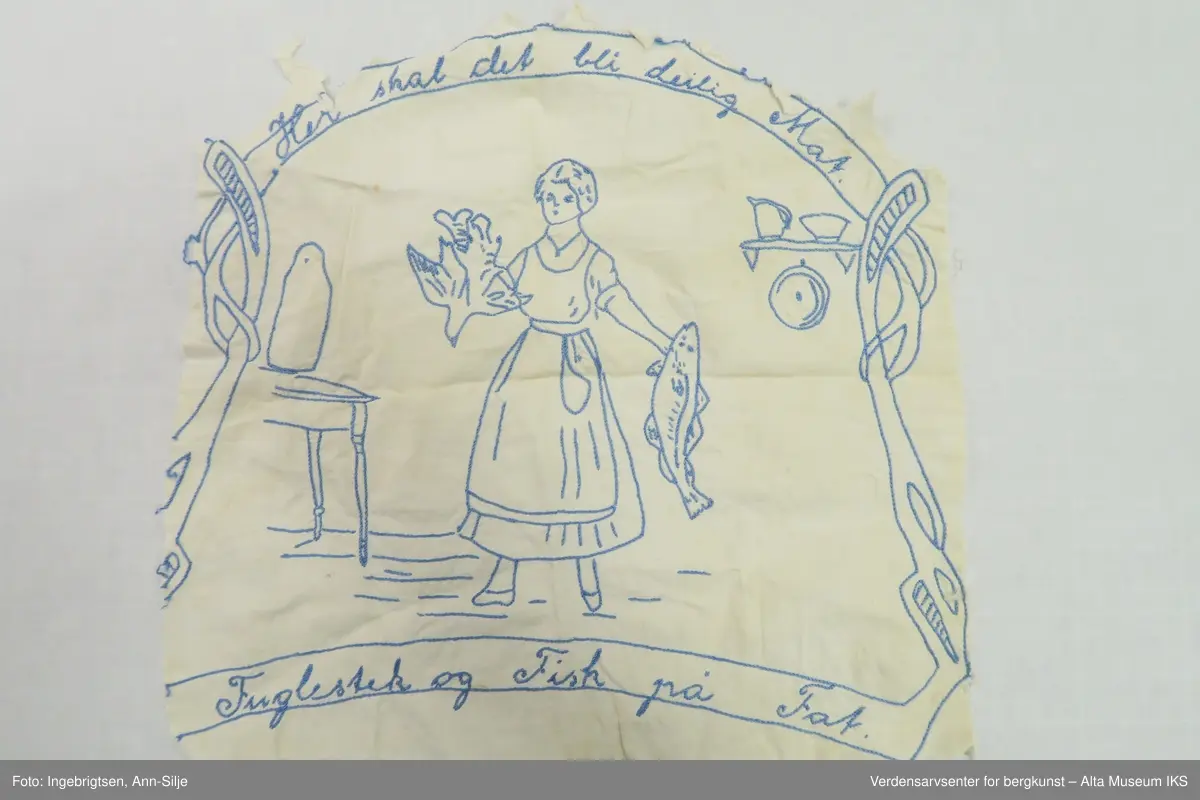 Her skal det bli deilig Mat.
Fuglestek og Fisk på Fat.
Foto: Ingebrigtsen, Ann-Silje
Verdensarvsenter for bergkunst – Alta Museum IKS